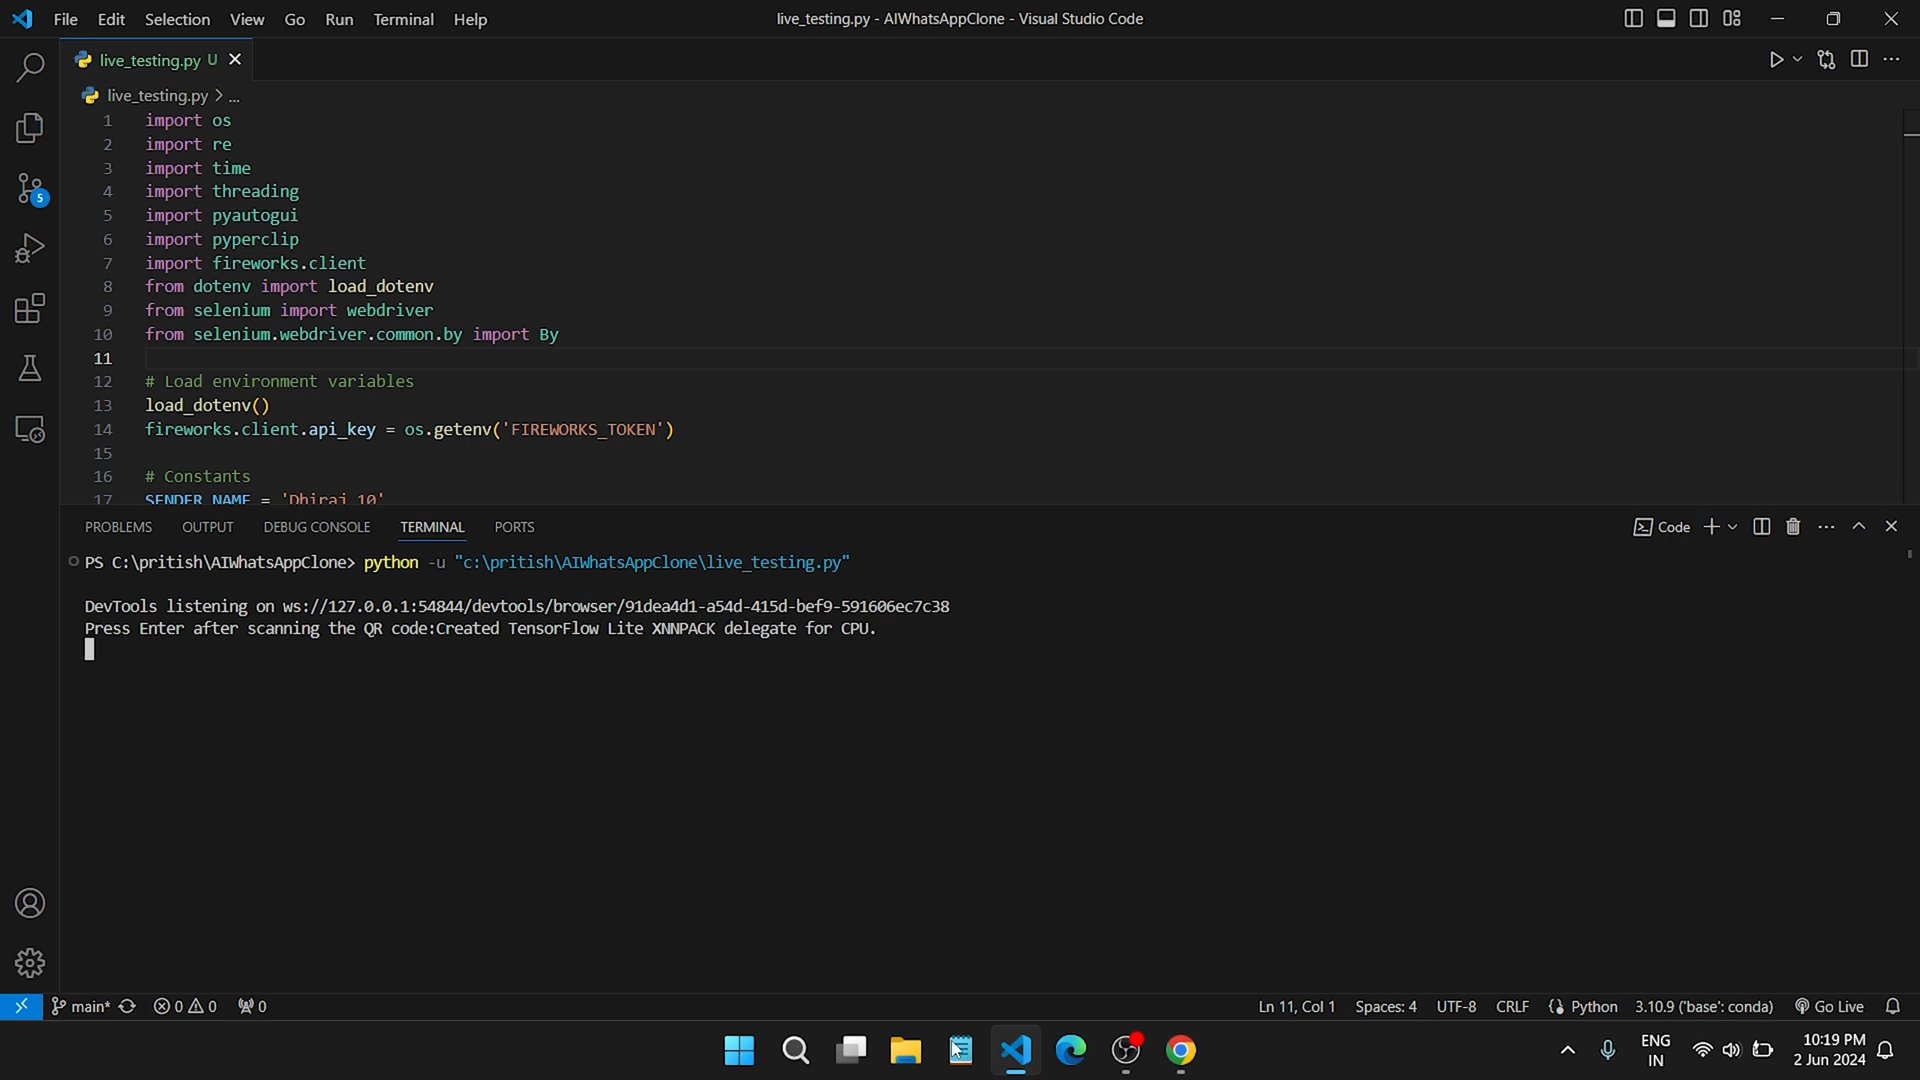 File Edit Selection View Go Run Terminal Help
live_testing.py - AIWhatsAppClone - Visual Studio Code
live_testing.py U
live_testing.py > ...
1 import os
2 import re
3 import time
4 import threading
5 import pyautogui
6 import pyperclip
7 import fireworks.client
8 from dotenv import load_dotenv
9 from selenium import webdriver
10 from selenium.webdriver.common.by import By
11
12 # Load environment variables
13 load_dotenv()
14 fireworks.client.api_key = os.getenv('FIREWORKS_TOKEN')
15
16 # Constants
17 SENDER_NAME = 'Dhiraj 10'
5
PROBLEMS OUTPUT DEBUG CONSOLE TERMINAL PORTS
Code
PS C:\pritish\AIWhatsAppClone> python -u "c:\pritish\AIWhatsAppClone\live_testing.py"
DevTools listening on ws://127.0.0.1:54844/devtools/browser/91dea4d1-a54d-415d-bef9-591606ec7c38
Press Enter after scanning the QR code:Created TensorFlow Lite XNNPACK delegate for CPU.
main* 0 0 0
Ln 11, Col 1 Spaces: 4 UTF-8 CRLF Python 3.10.9 ('base': conda) Go Live
ENG
IN
10:19 PM
2 Jun 2024